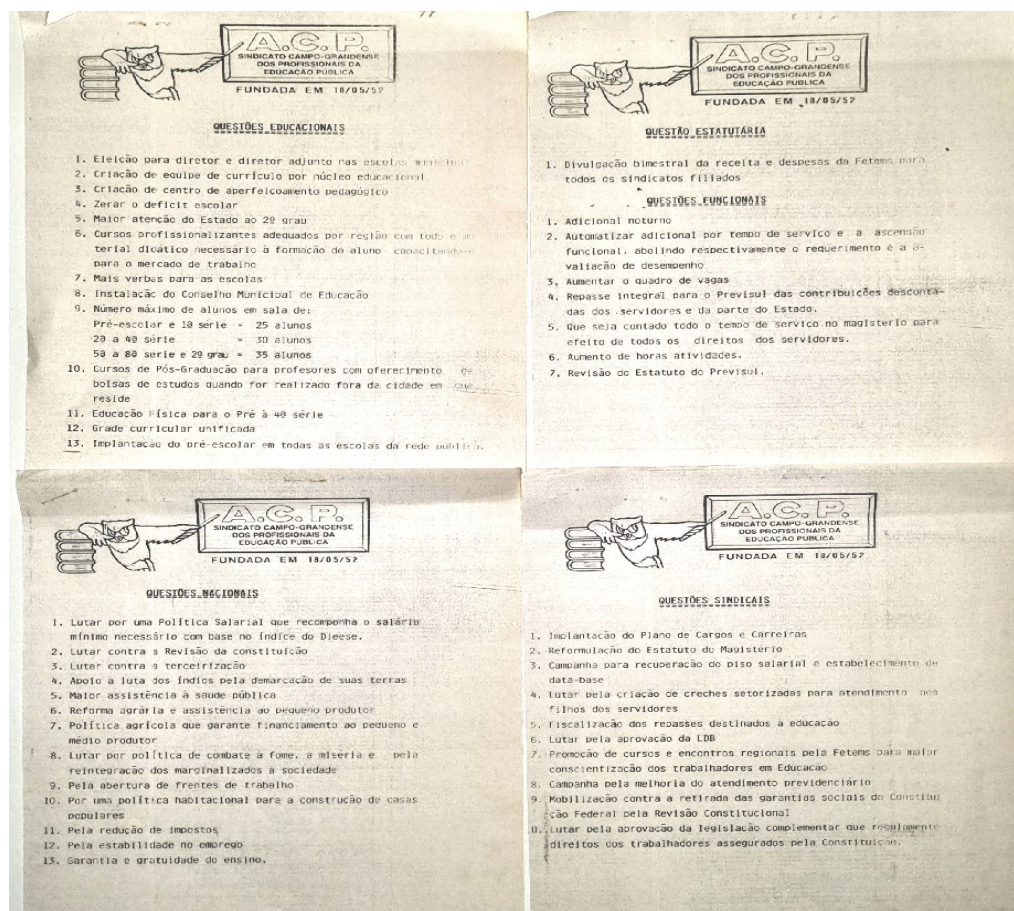 A.C.P.
SINDICATO CAMPO-GRANDENSE
DOS PROFISSIONAIS DA
EDUCAÇÃO PÚBLICA
FUNDADA EM 18/05/52
QUESTÕES EDUCACIONAIS
1. Eleição para diretor e diretor adjunto nas escolas
2. Criação de equipe de currículo por núcleo educacional
3. Criação de centro de aperfeicoamento pedagógico
4. Zerar o deficit escolar
5. Maior atenção do Estado ao 2º grau
6. Cursos profissionalizantes adequados por região com todo o ma
terial didático necessário à formação do aluno capacitando-o
para o mercado de trabalho
7. Mais verbas para as escolas
8. Instalação do Conselho Municipal de Educação
9. Número máximo de alunos em sala de:
Pré-escolar e 1ª série = 25 alunos
2ª a 4ª série = 30 alunos
5ª a 8ª série e 2º grau = 35 alunos
10. Cursos de Pós-Graduação para profesores com oferecimento de
bolsas de estudos quando for realizado fora da cidade em que
reside
11. Educação Física para o Pré à 4ª série
12. Grade curricular unificada
13. Implantação do pré-escolar em todas as escolas da rede pública.
A.C.P.
SINDICATO CAMPO-GRANDENSE
DOS PROFISSIONAIS DA
EDUCAÇÃO PÚBLICA
FUNDADA EM 18/05/52
QUESTÃO ESTATUTÁRIA
1. Divulgação bimestral da receita e despesas da Fetems para
todos os sindicatos filiados
QUESTÕES FUNCIONAIS
1. Adicional noturno
2. Automatizar adicional por tempo de servico e a ascensão
funcional, abolindo respectivamente o requerimento e a a-
valiação de desempenho
3. Aumentar o quadro de vagas
4. Repasse integral para o Previsul das contribuições desconta-
das dos servidores e da parte do Estado.
5. Que seja contado todo o tempo de servico no magisterio para
efeito de todos os direitos dos servidores.
6. Aumento de horas atividades.
7. Revisão do Estatuto do Previsul.
A.C.P.
SINDICATO CAMPO-GRANDENSE
DOS PROFISSIONAIS DA
EDUCAÇÃO PÚBLICA
FUNDADA EM 18/05/52
QUESTÕES NACIONAIS
1. Lutar por uma Política Salarial que recomponha o salário
mínimo necessário com base no índice do Dieese.
2. Lutar contra a Revisão da constituição
3. Lutar contra a terceirização
4. Apoio a luta dos índios pela demarcação de suas terras
5. Maior assistência à saúde pública
6. Reforma agrária e assistência ao pequeno produtor
7. Política agrícola que garante financiamento ao pequeno e
médio produtor
8. Lutar por política de combate a fome, a miséria e pela
reintegração dos marginalizados a sociedade
9. Pela abertura de frentes de trabalho
10. Por uma política habitacional para a construção de casas
populares
11. Pela redução de impostos
12. Pela estabilidade no emprego
13. Garantia e gratuidade do ensino.
A.C.P.
SINDICATO CAMPO-GRANDENSE
DOS PROFISSIONAIS DA
EDUCAÇÃO PÚBLICA
FUNDADA EM 18/05/52
QUESTÕES SINDICAIS
1. Implantação do Plano de Cargos e Carreiras
2. Reformulação do Estatuto do Magistério
3. Campanha para recuperação do piso salarial e estabelecimento de
data-base
4. Lutar pela criação de creches setorizadas para atendimento aos
filhos dos servidores
5. Fiscalização dos repasses destinados a educação
6. Lutar pela aprovação da LDB
7. Promoção de cursos e encontros regionais pela Fetems para maior
conscientização dos trabalhadores em Educação
8. Campanha pela melhoria do atendimento previdenciário
9. Mobilização contra a retirada das garantias sociais da Constitui
ção Federal pela Revisão Constitucional
0. Lutar pela aprovação da legislação complementar que regulamente
direitos dos trabalhadores assegurados pela Constituição.